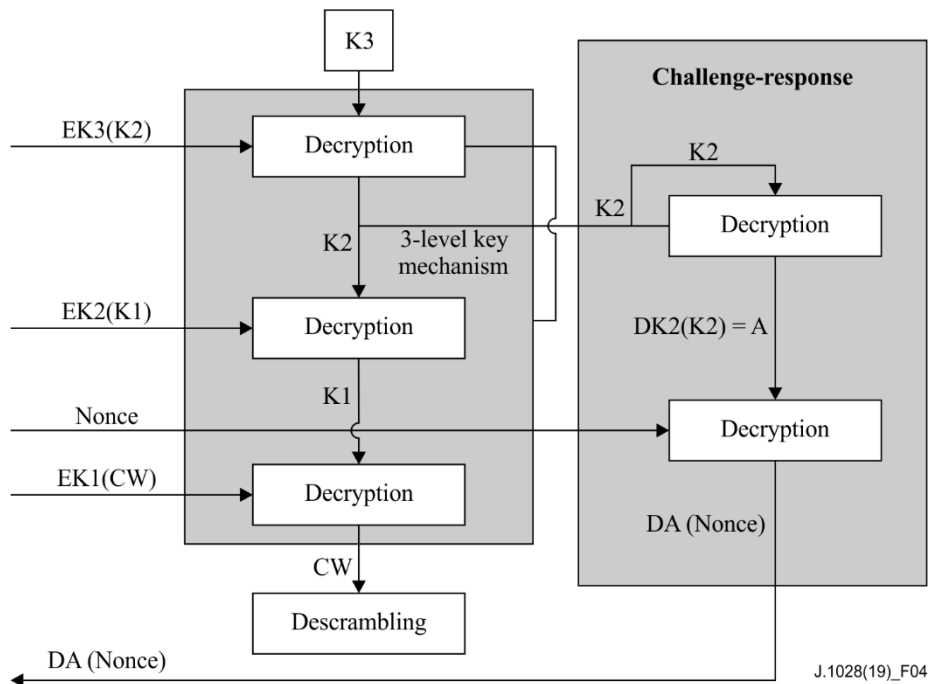 K3
Challenge-response
EK3(K2)
Decryption
K2
K2
Decryption
K2
3-level key
mechanism
EK2(K1)
Decryption
DK2(K2) = A
K1
Nonce
Decryption
EK1(CW)
Decryption
DA (Nonce)
CW
Descrambling
DA (Nonce)
J.1028(19)_F04